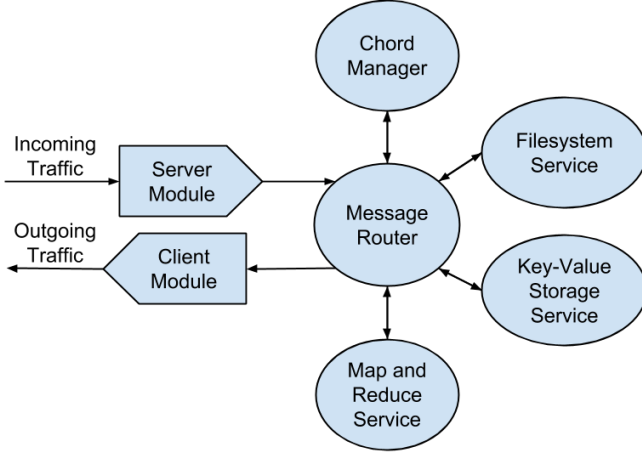 Chord
Manager
Incoming
Traffic
Server
Module
Filesystem
Service
Message
Router
Outgoing
Traffic
Client
Module
Key-Value
Storage
Service
Map and
Reduce
Service